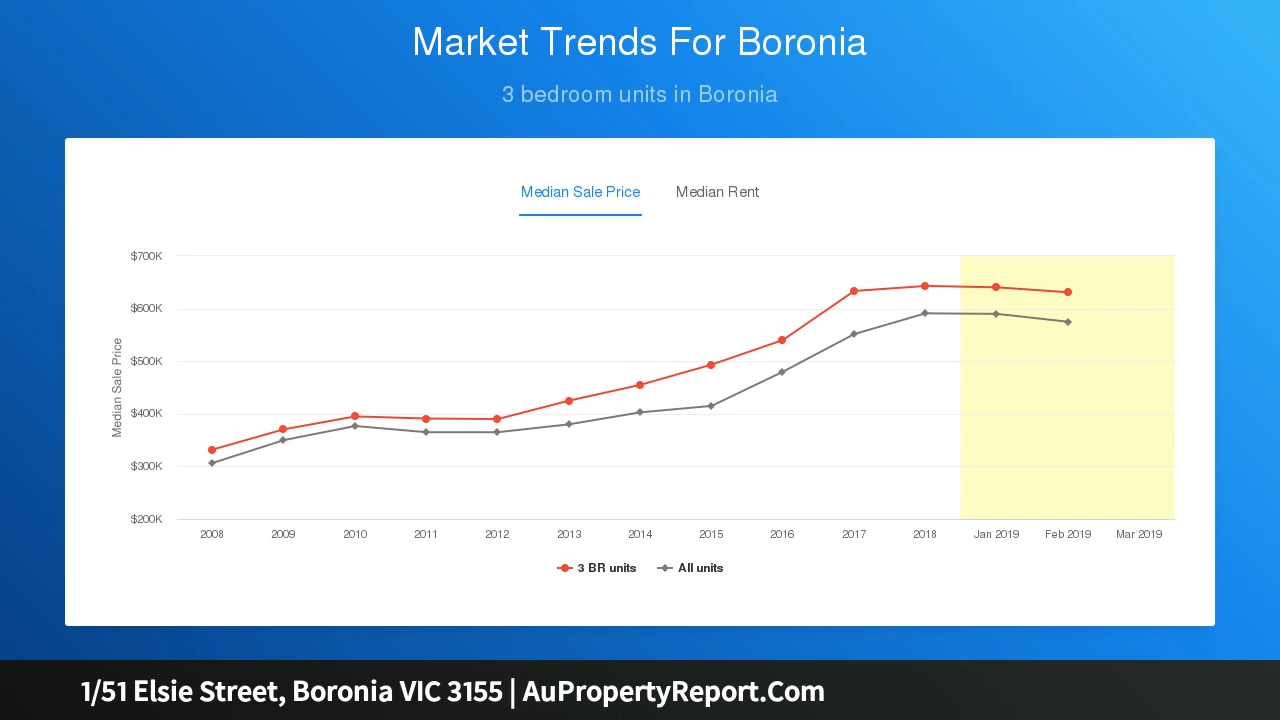 Market Trends For Boronia
3 bedroom units in Boronia
Median Sale Price Median Rent
Median Sale Price
$700K
$600K
$500K
$400K
$300K
$200K
2008 2009 2010 2011 2012 2013 2014 2015 2016 2017 2018 Jan 2019 Feb 2019 Mar 2019
3 BR units All units
1/51 Elsie Street, Boronia VIC 3155 | AuPropertyReport.Com